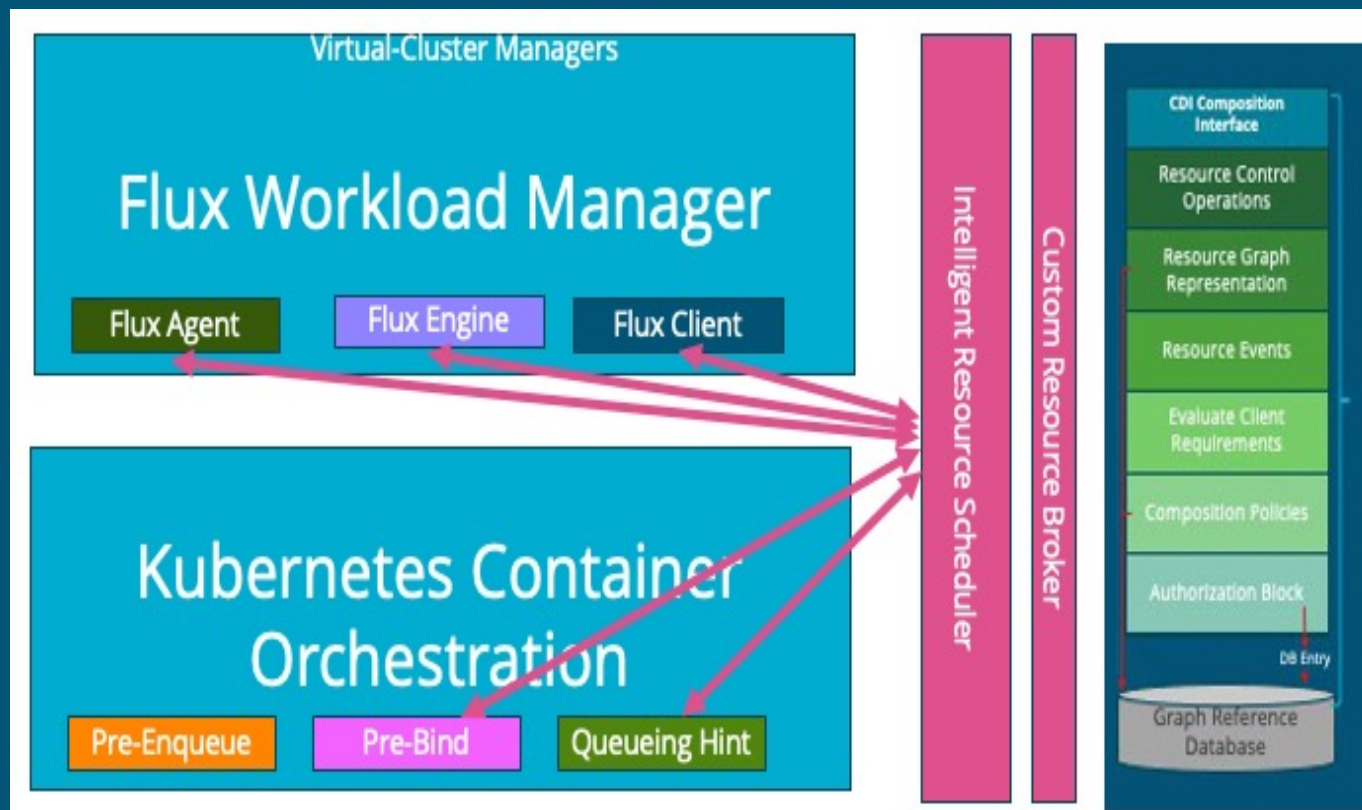 Virtual-Cluster Managers
Flux Workload Manager
Flux Agent
Flux Engine
Flux Client
Kubernetes Container
Orchestration
Pre-Enqueue
Pre-Bind
Queueing Hint
Intelligent Resource Scheduler
Custom Resource Broker
CDI Composition
Interface
Resource Control
Operations
Resource Graph
Representation
Resource Events
Evaluate Client
Requirements
Composition Policies
Authorization Block
DB Entry
Graph Reference
Database